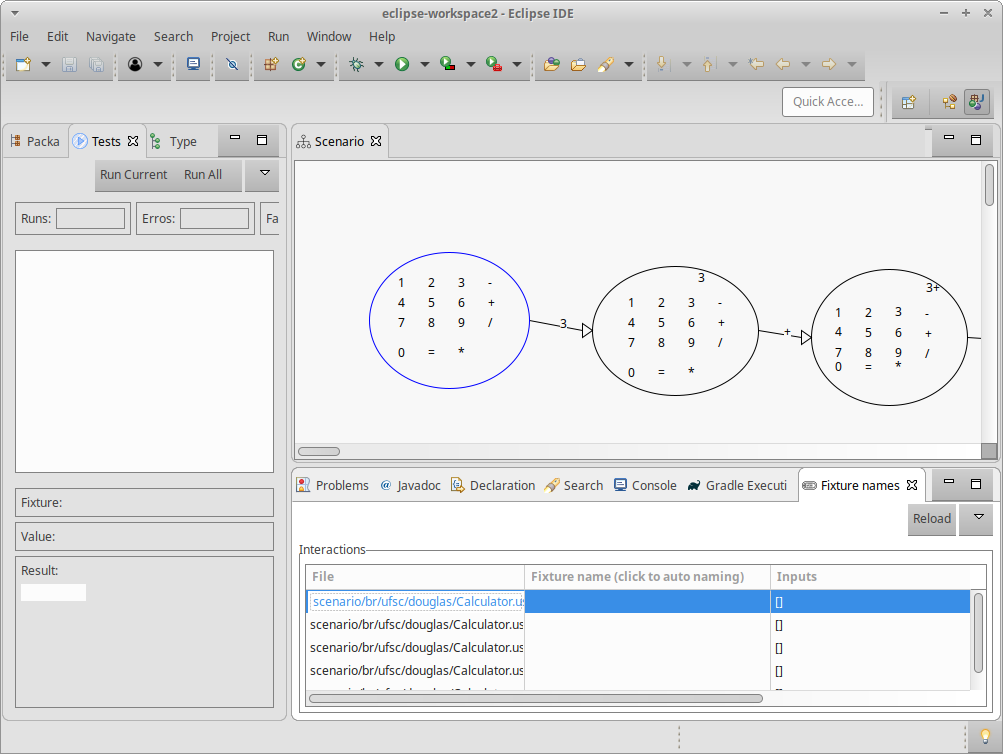 eclipse-workspace2 - Eclipse IDE
File Edit Navigate Search Project Run Window Help
Quick Acce...
Packa Tests Type
Run Current Run All
Runs: Erros: Fa
Fixture:
Value:
Result:
Scenario
1 2 3 -
4 5 6 +
7 8 9 /
0 = *
3
3
1 2 3 -
4 5 6 +
7 8 9 /
0 = *
+
3+
1 2 3 -
4 5 6 +
7 8 9 /
0 = *
Problems @ Javadoc Declaration Search Console Gradle Executi Fixture names
Reload
Interactions
File Fixture name (click to auto naming) Inputs
scenario/br/ufsc/douglas/Calculator.us []
scenario/br/ufsc/douglas/Calculator.us []
scenario/br/ufsc/douglas/Calculator.us []
scenario/br/ufsc/douglas/Calculator.us []